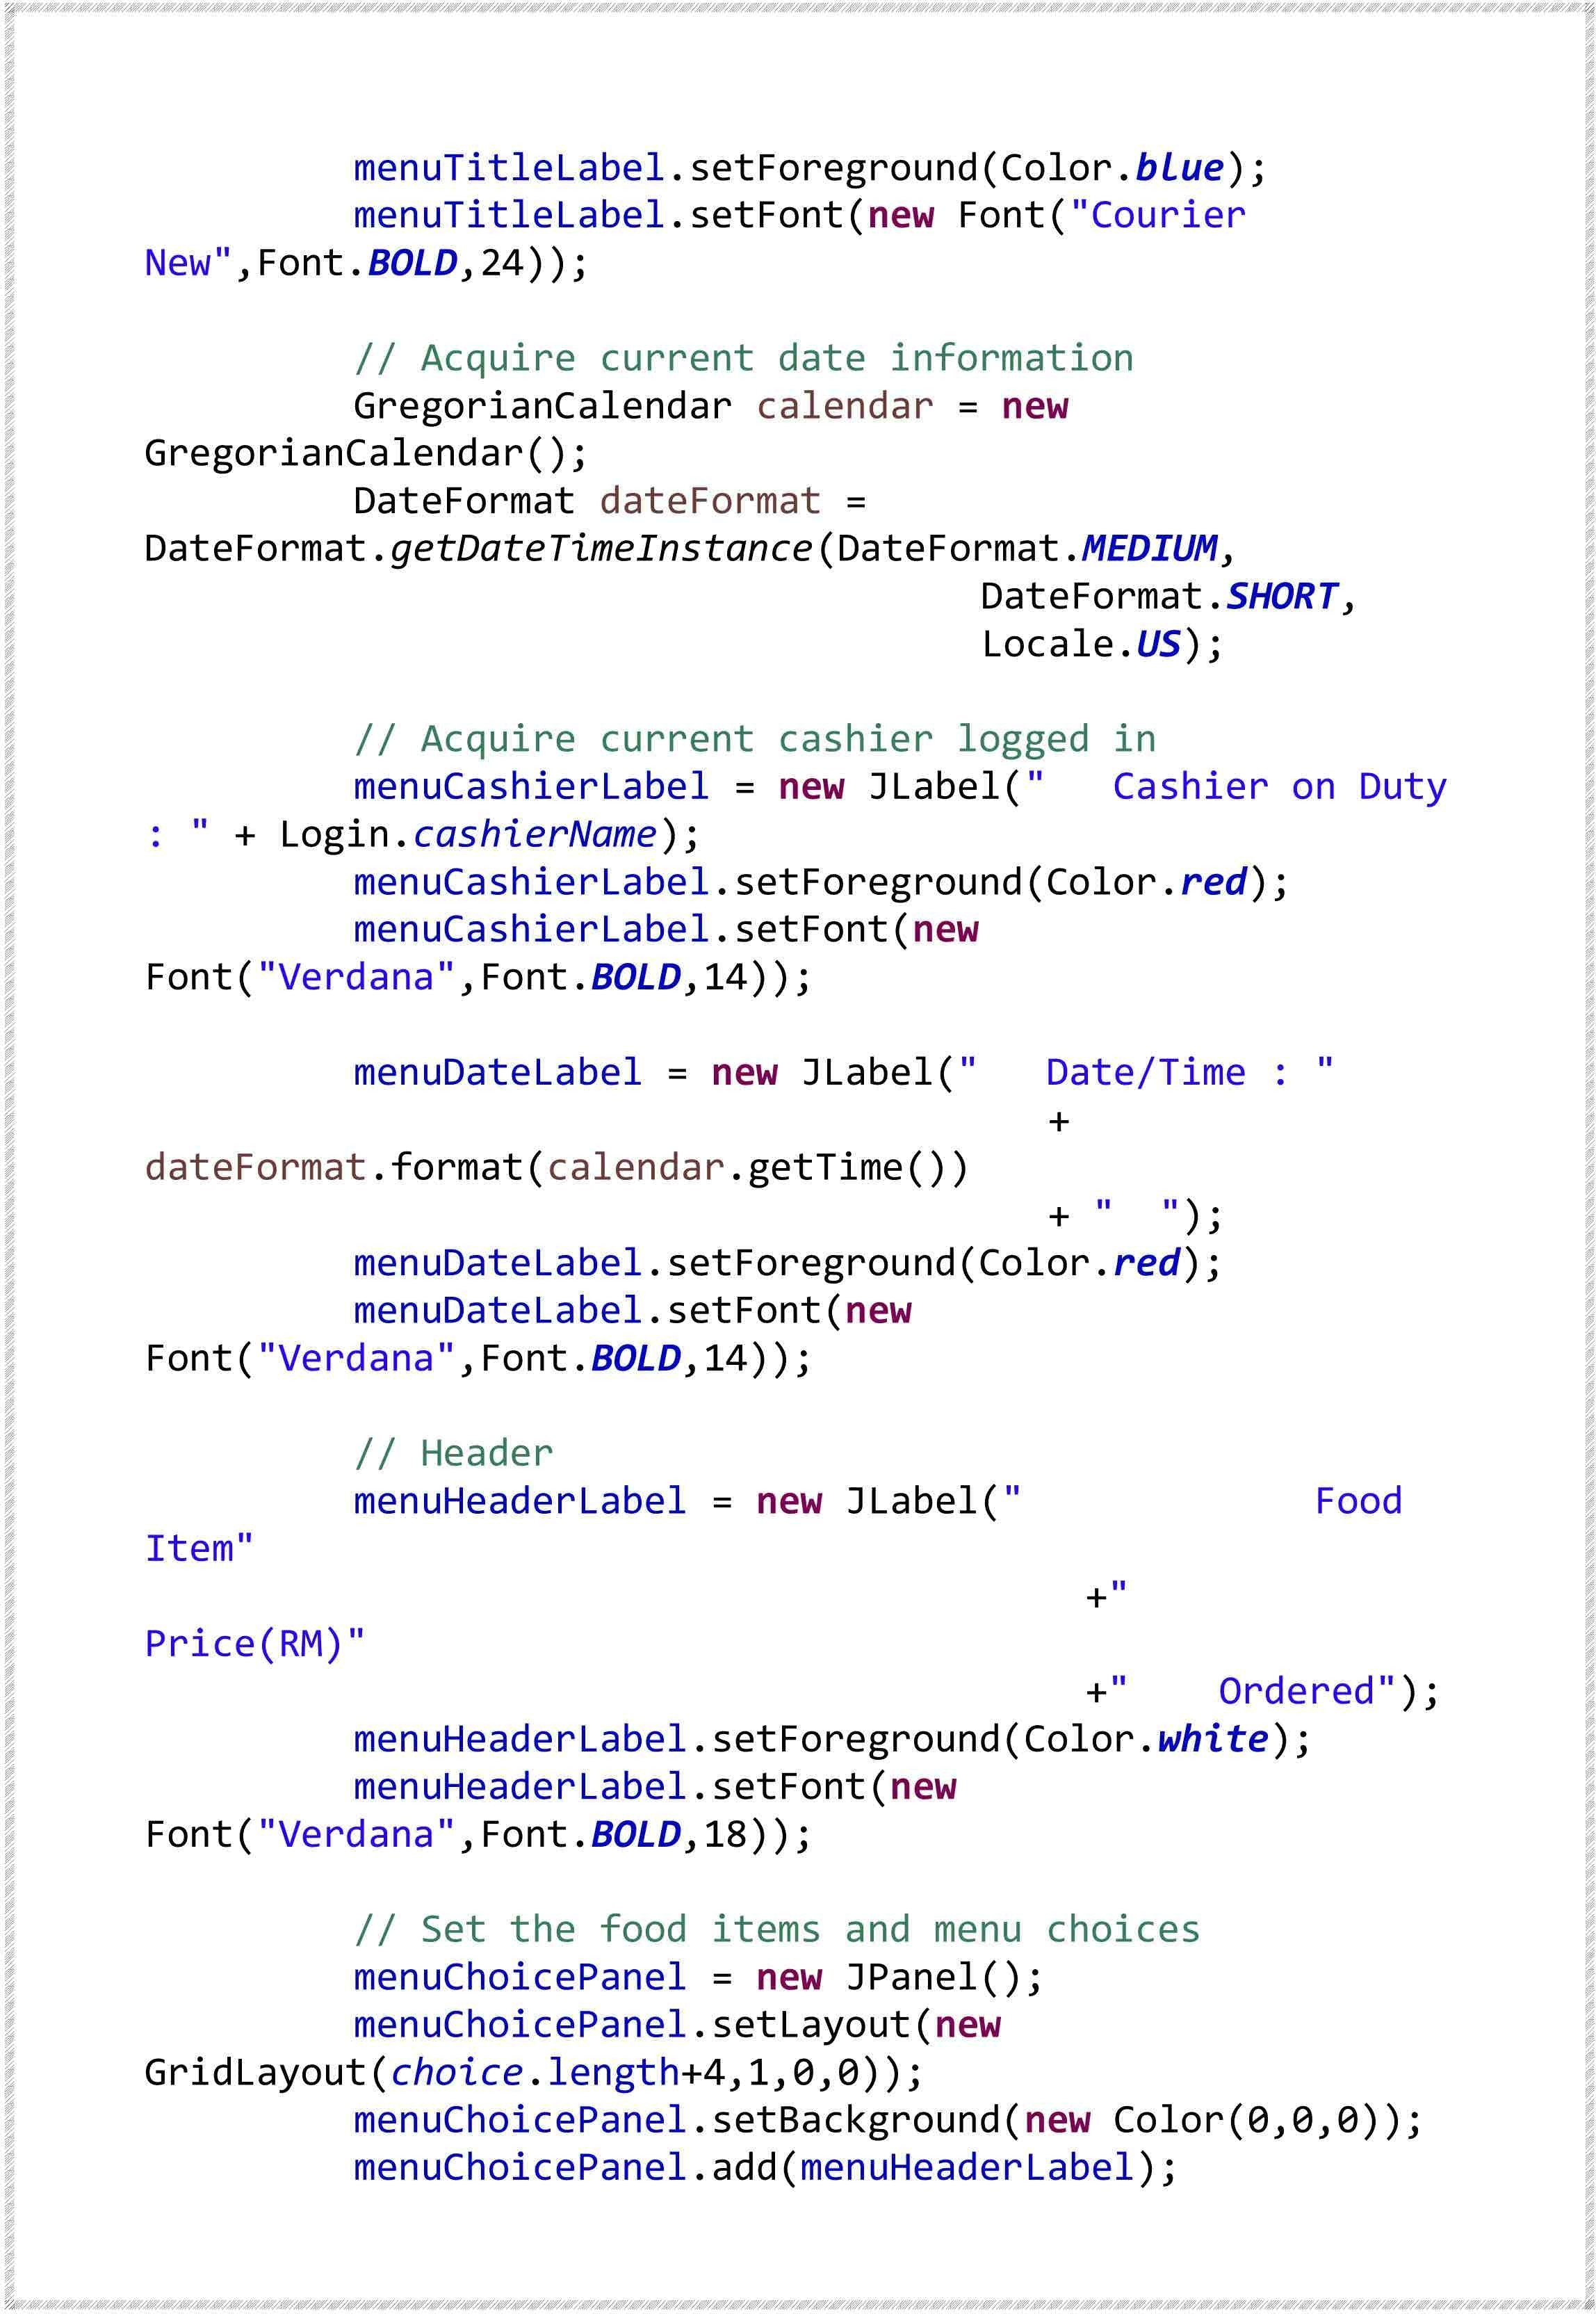 menuTitleLabel.setForeground(Color.blue);
menuTitleLabel.setFont(new Font("Courier
New",Font.BOLD,24));
// Acquire current date information
GregorianCalendar calendar = new
GregorianCalendar();
DateFormat dateFormat =
DateFormat.getDateTimeInstance(DateFormat.MEDIUM,
DateFormat.SHORT,
Locale.US);
// Acquire current cashier logged in
menuCashierLabel = new JLabel("   Cashier on Duty
: " + Login.cashierName);
menuCashierLabel.setForeground(Color.red);
menuCashierLabel.setFont(new
Font("Verdana",Font.BOLD,14));
menuDateLabel = new JLabel("   Date/Time : "
+
dateFormat.format(calendar.getTime())
+ "  ");
menuDateLabel.setForeground(Color.red);
menuDateLabel.setFont(new
Font("Verdana",Font.BOLD,14));
// Header
menuHeaderLabel = new JLabel("             Food
Item"
+"
Price(RM)"
+"    Ordered");
menuHeaderLabel.setForeground(Color.white);
menuHeaderLabel.setFont(new
Font("Verdana",Font.BOLD,18));
// Set the food items and menu choices
menuChoicePanel = new JPanel();
menuChoicePanel.setLayout(new
GridLayout(choice.length+4,1,0,0));
menuChoicePanel.setBackground(new Color(0,0,0));
menuChoicePanel.add(menuHeaderLabel);